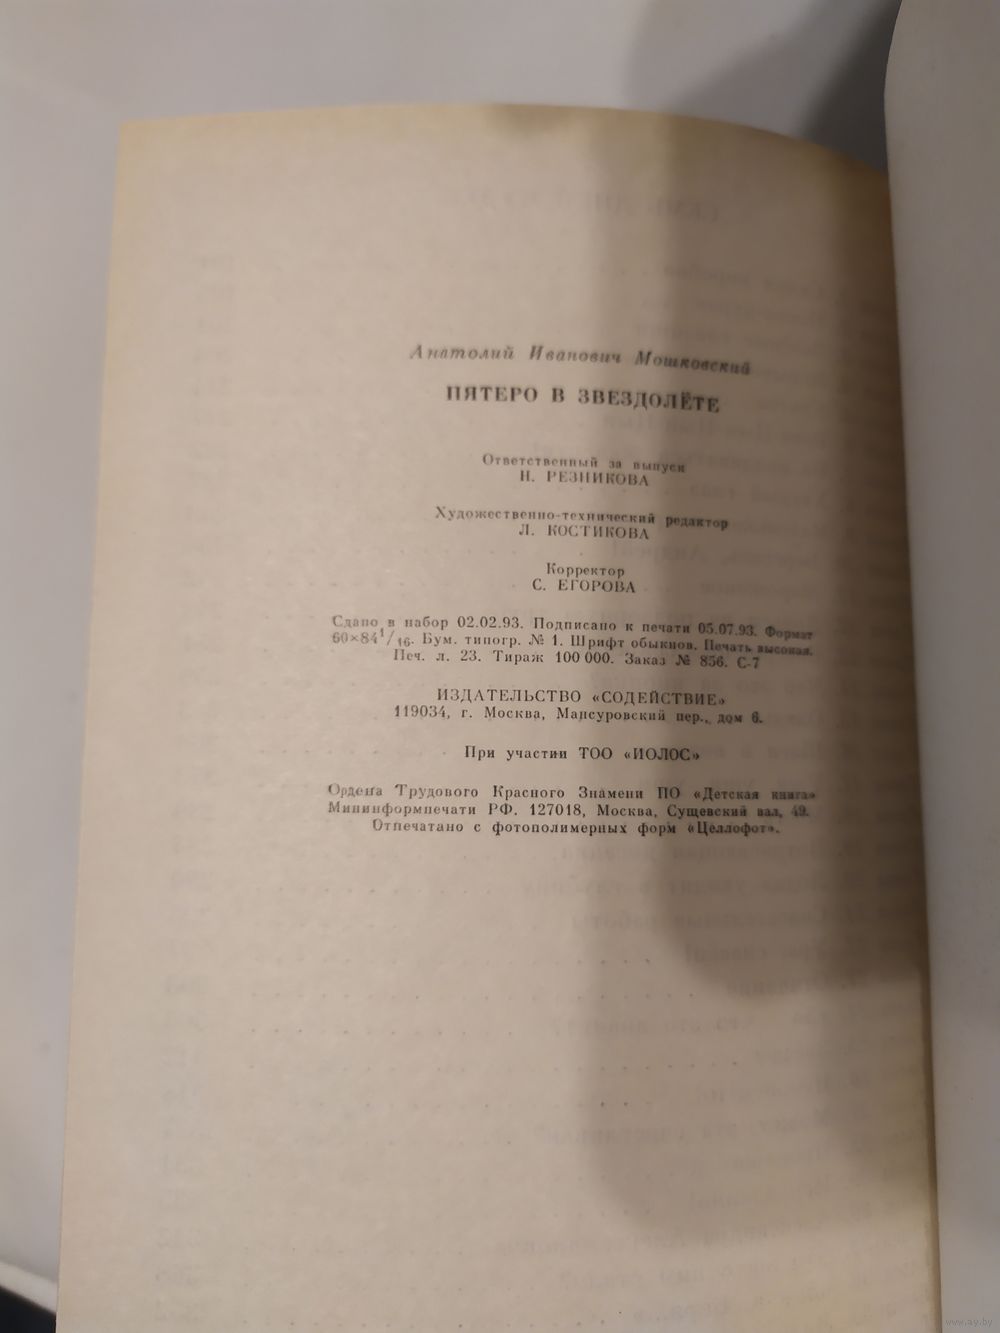 Анатолий Иванович Мошковский
ПЯТЕРО В ЗВЕЗДОЛЁТЕ
Ответственный за выпуск
Н. РЕЗНИКОВА
Художественно-технический редактор
Л. КОСТИКОВА
Корректор
С. ЕГОРОВА
Сдано в набор 02.02.93. Подписано к печати 05.07.93. Формат
60×84¹/₁₆. Бум. типогр. № 1. Шрифт обыкнов. Печать высокая.
Печ. л. 23. Тираж 100 000. Заказ № 856. С-7
ИЗДАТЕЛЬСТВО «СОДЕЙСТВИЕ»
119034, г. Москва, Мансуровский пер., дом 6.
При участии ТОО «ИОЛОС»
Ордена Трудового Красного Знамени ПО «Детская книга»
Мининформпечати РФ. 127018, Москва, Сущевский вал, 49.
Отпечатано с фотополимерных форм «Целлофот».
www.ay.by